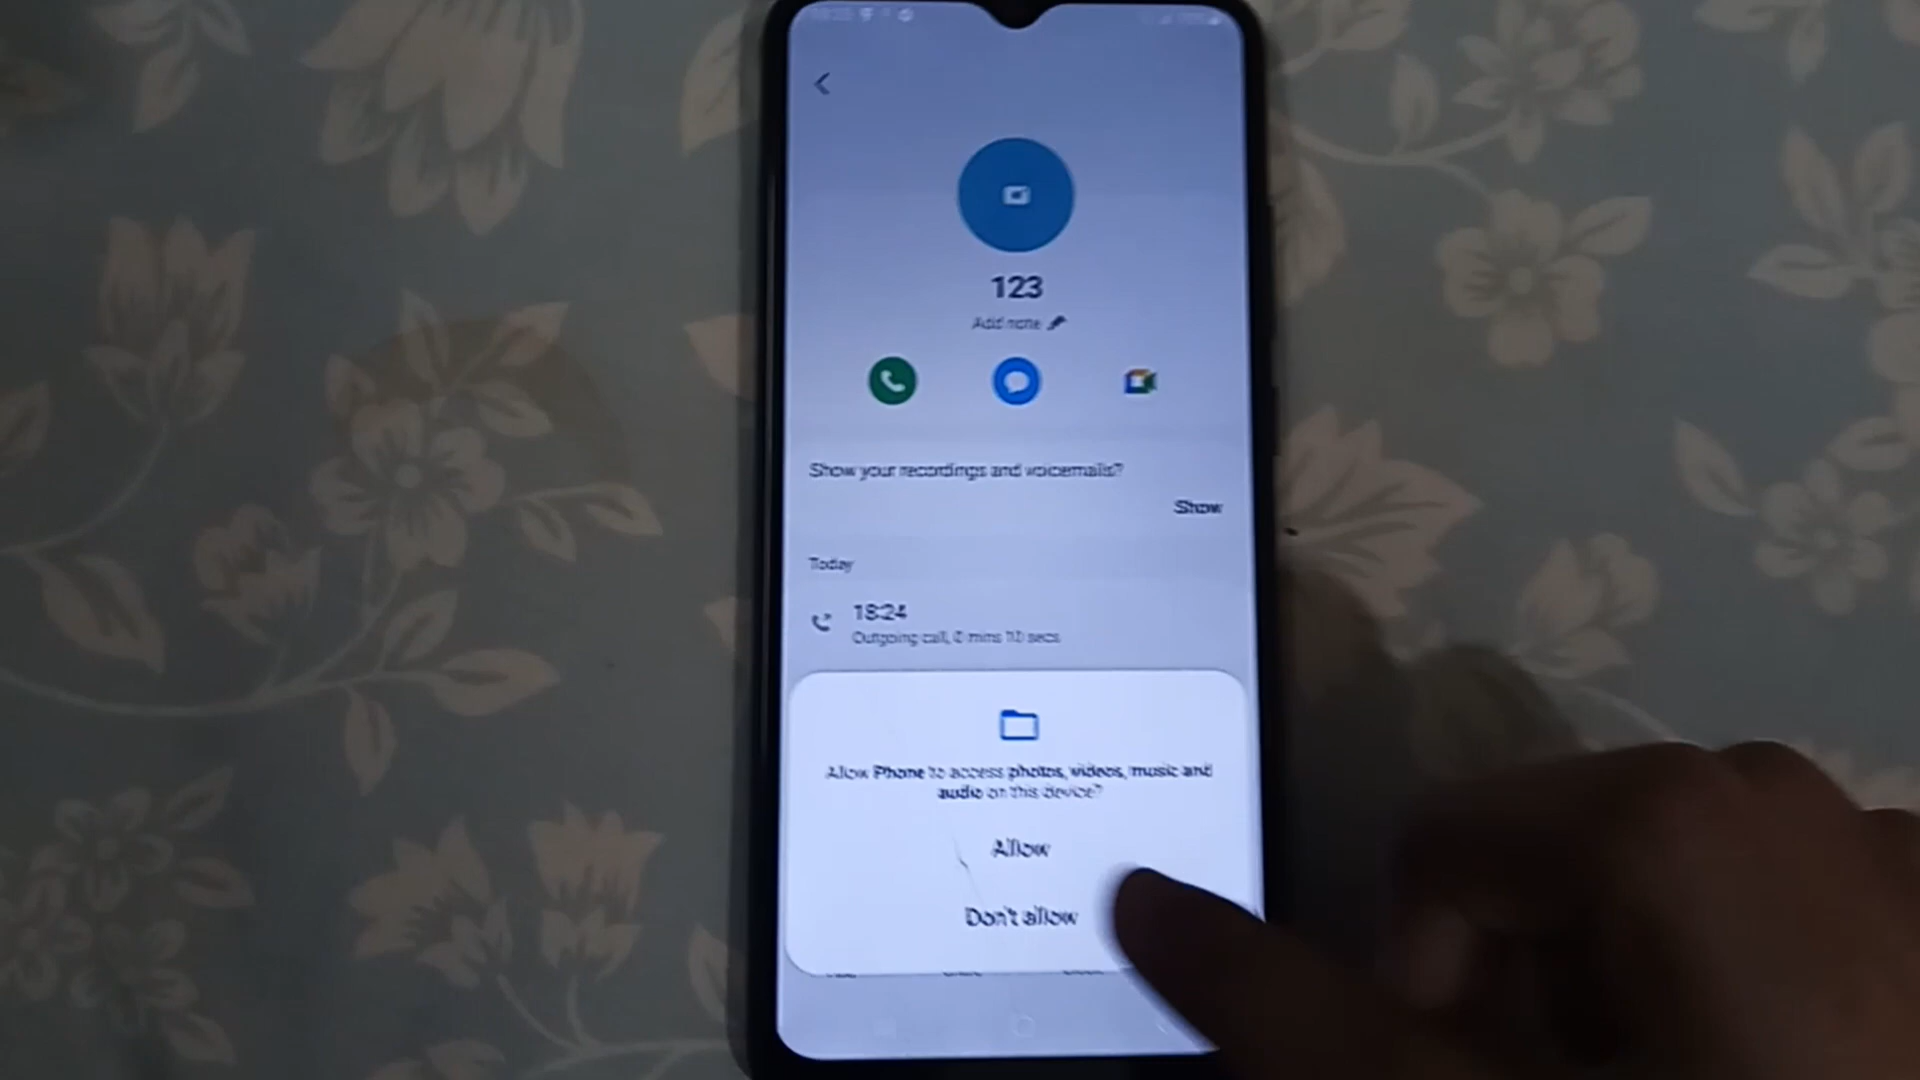 123
Add note
Show your recordings and voicemails?
Show
Today
18:24
Outgoing call, 0 mins 10 secs
Allow Phone to access photos, videos, music and
audio on this device?
Allow
Don't allow